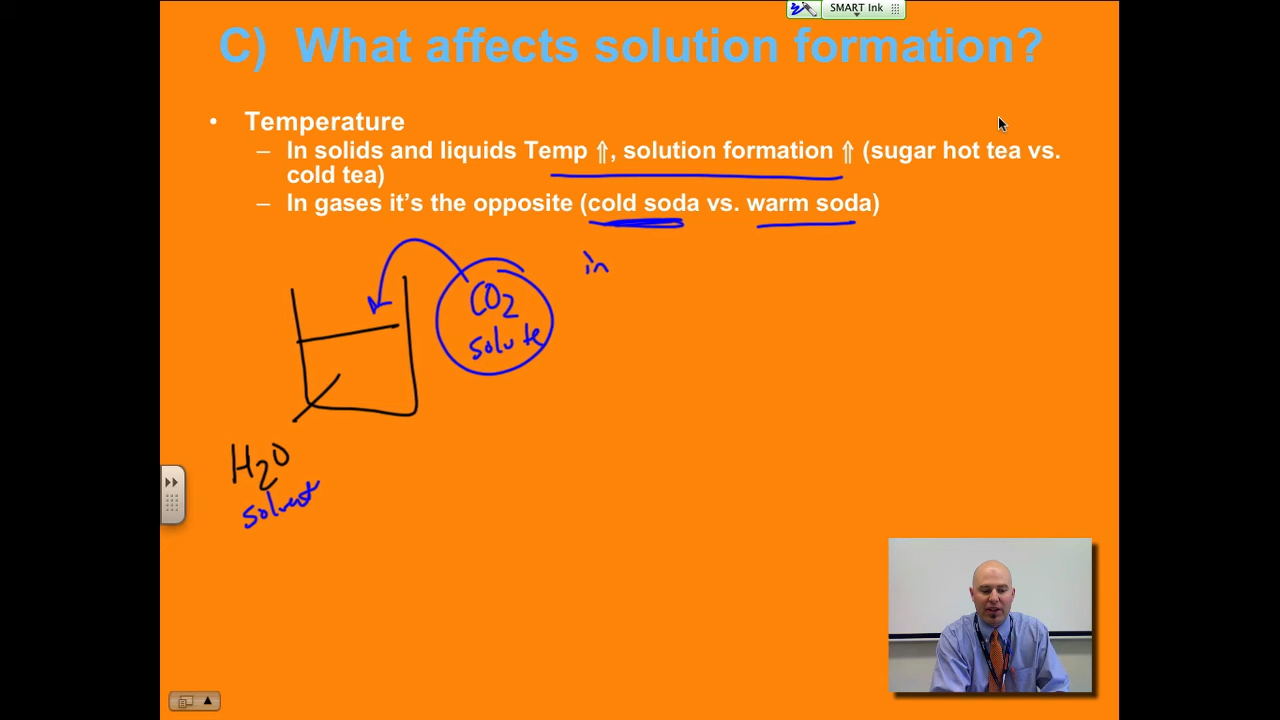 SMART Ink
C) What affects solution formation?
• Temperature
– In solids and liquids Temp ⇑, solution formation ⇑ (sugar hot tea vs.
cold tea)
– In gases it's the opposite (cold soda vs. warm soda)
in
CO2
solute
H2O
solvent